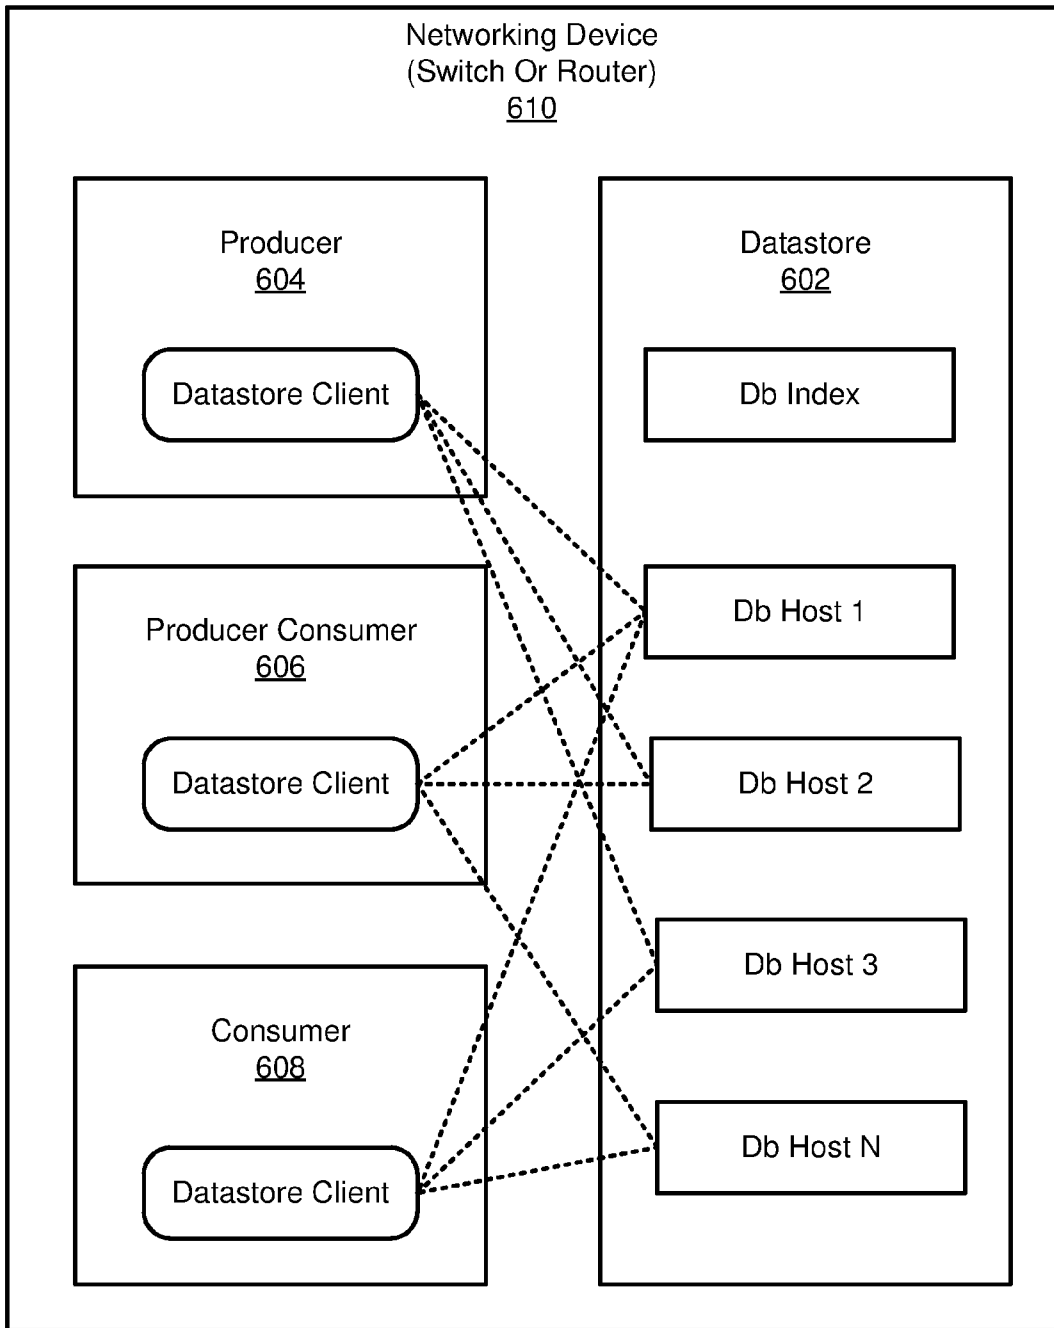 Networking Device
(Switch Or Router)
610
Producer
604
Datastore Client
Producer Consumer
606
Datastore Client
Consumer
608
Datastore Client
Datastore
602
Db Index
Db Host 1
Db Host 2
Db Host 3
Db Host N